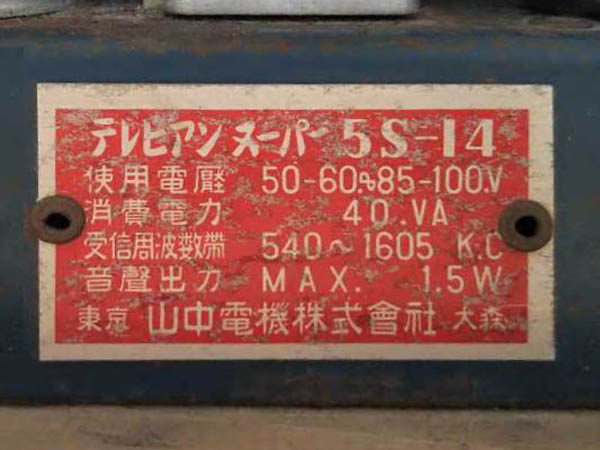 テレビアン スーパー 5S-14
使用電壓 50-60~85-100.V
消費電力 40.VA
受信周波数帯 540~1605 K.C
音聲出力 MAX. 1.5W
東京 山中電機株式會社 大森